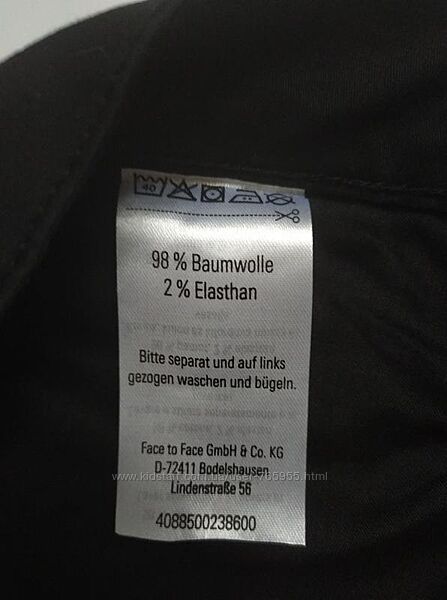 40
98 % Baumwolle
2 % Elasthan
Bitte separat und auf links
gezogen waschen und bügeln.
Face to Face GmbH & Co. KG
D-72411 Bodelshausen
Lindenstraße 56
4088500238600